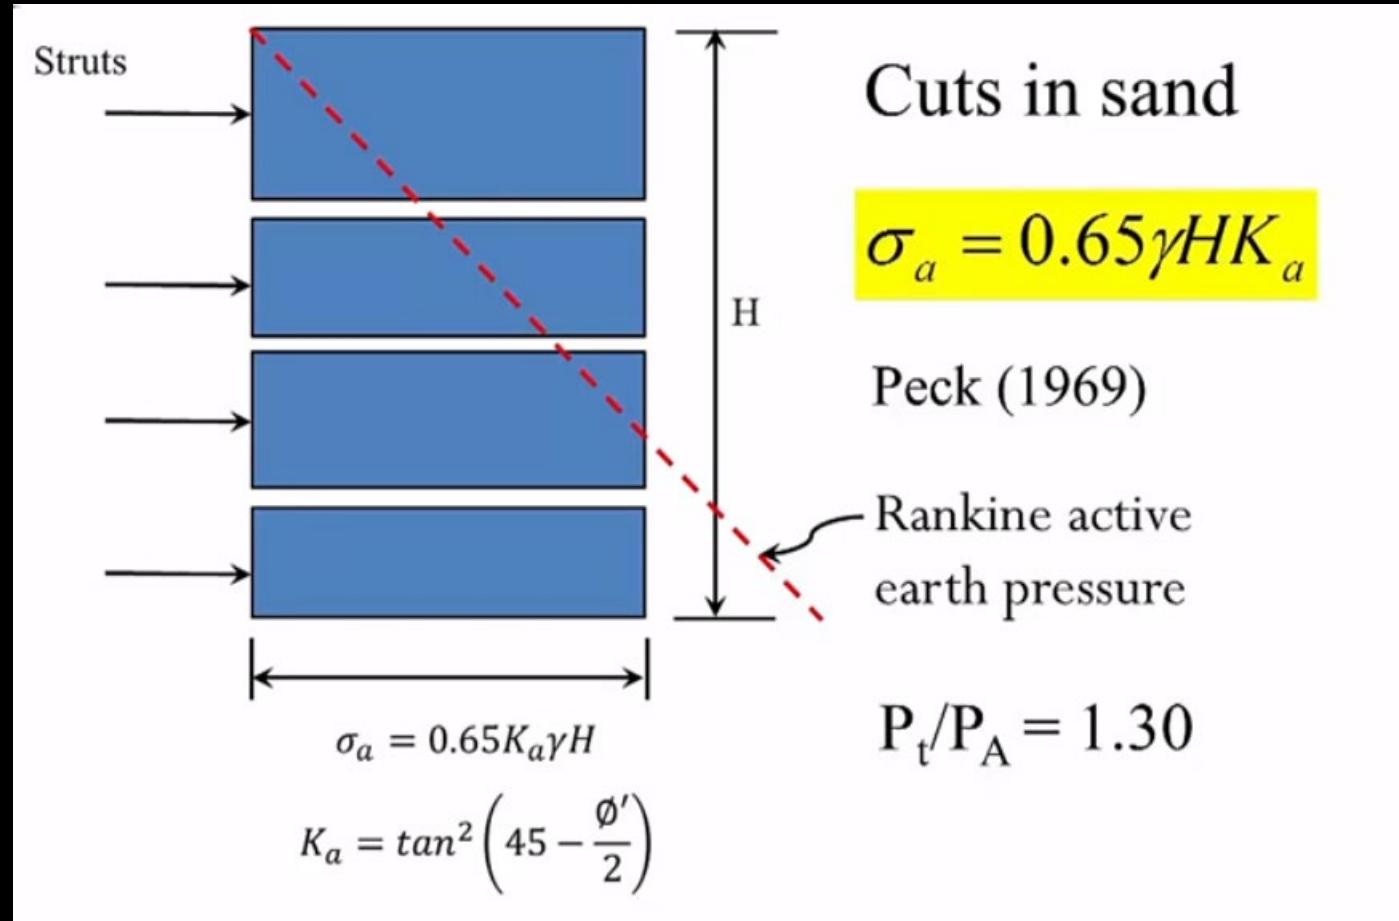 Struts
Cuts in sand
σₐ = 0.65γHKₐ
H
Peck (1969)
Rankine active
earth pressure
σₐ = 0.65KₐγH
Pₜ/P_A = 1.30
Kₐ = tan²(45 − Ø′/2)